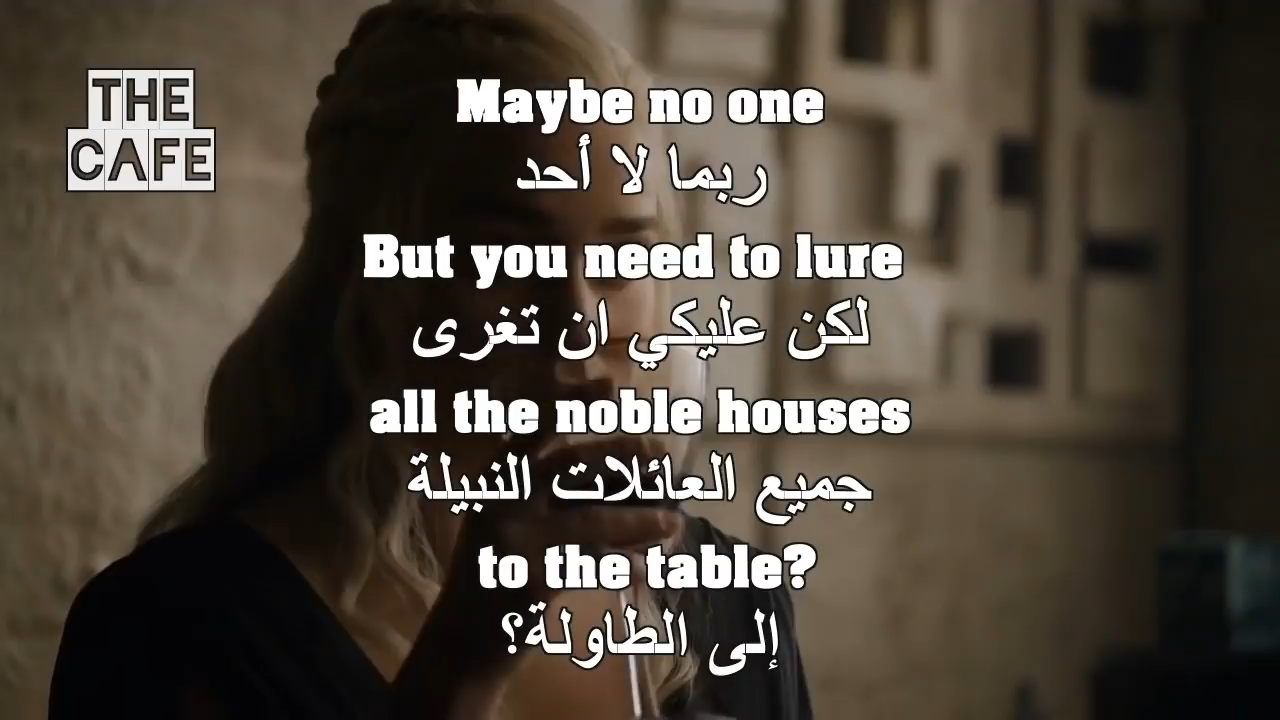 THE
CAFE
Maybe no one
ربما لا أحد
But you need to lure
لكن عليكي ان تغرى
all the noble houses
جميع العائلات النبيلة
to the table?
إلى الطاولة؟